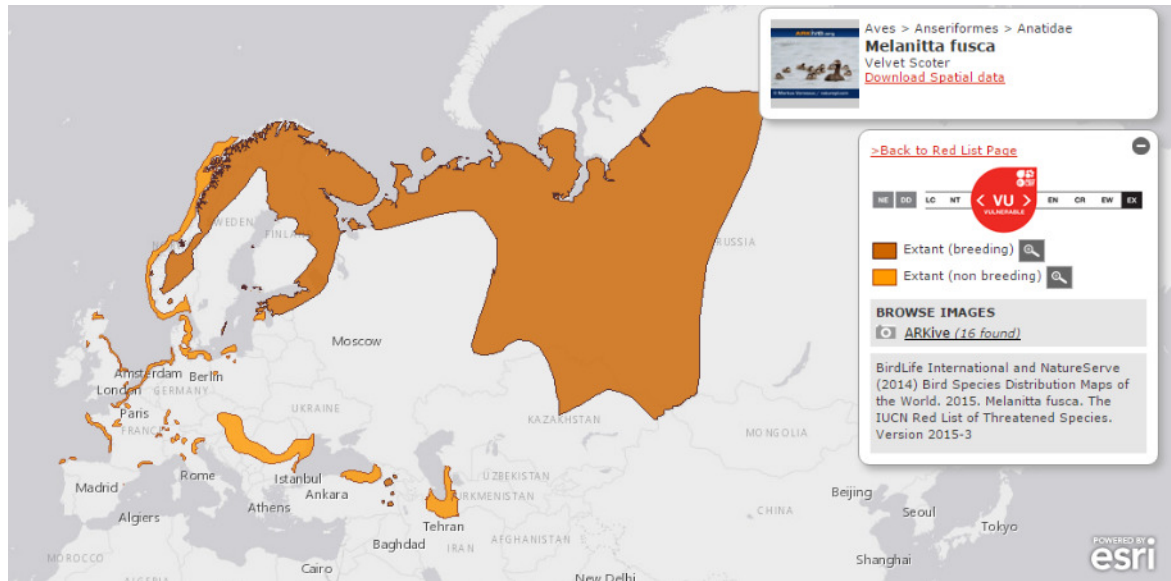 Aves > Anseriformes > Anatidae
Melanitta fusca
Velvet Scoter
Download Spatial data
>Back to Red List Page
NE DD LC NT < VU > EN CR EW EX
VULNERABLE
Extant (breeding)
Extant (non breeding)
BROWSE IMAGES
ARKive (16 found)
BirdLife International and NatureServe
(2014) Bird Species Distribution Maps of
the World. 2015. Melanitta fusca. The
IUCN Red List of Threatened Species.
Version 2015-3
SWEDEN
FINLAND
RUSSIA
Moscow
Amsterdam
Berlin
London
GERMANY
Paris
UKRAINE
FRANCE
KAZAKHSTAN
MONGOLIA
Madrid
Rome
Istanbul
Ankara
UZBEKISTAN
TURKMENISTAN
Beijing
Seoul
Tokyo
CHINA
Athens
Algiers
Tehran
Baghdad
IRAN
AFGHANISTAN
Shanghai
MOROCCO
ALGERIA
Cairo
New Delhi
POWERED BY
esri